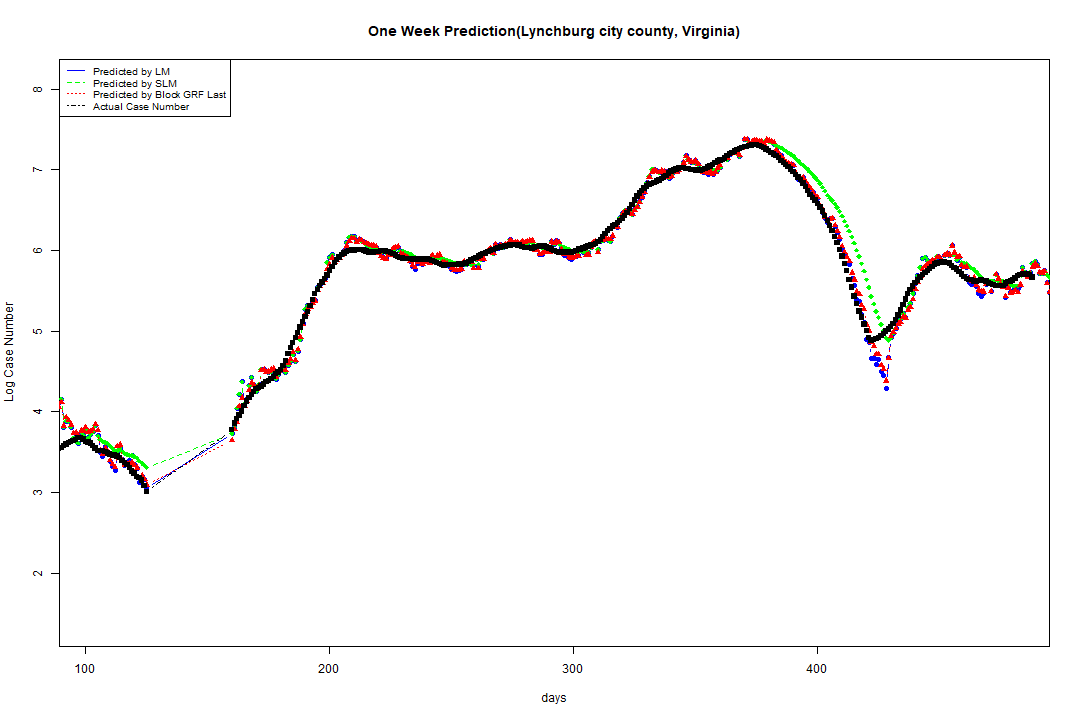 One Week Prediction(Lynchburg city county, Virginia)
Predicted by LM
Predicted by SLM
Predicted by Block GRF Last
Actual Case Number
8
7
6
5
4
3
2
Log Case Number
100 200 300 400
days